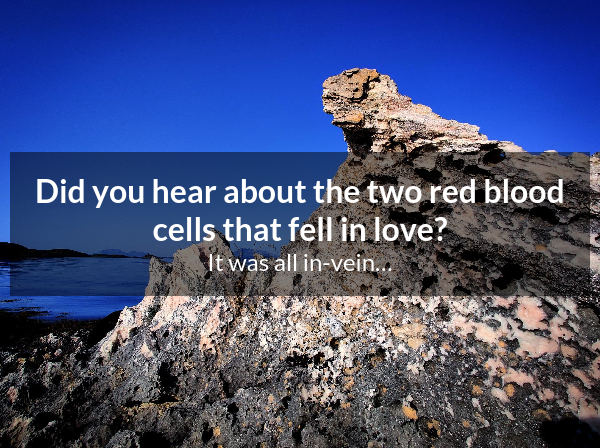 Did you hear about the two red blood
cells that fell in love?
It was all in-vein...